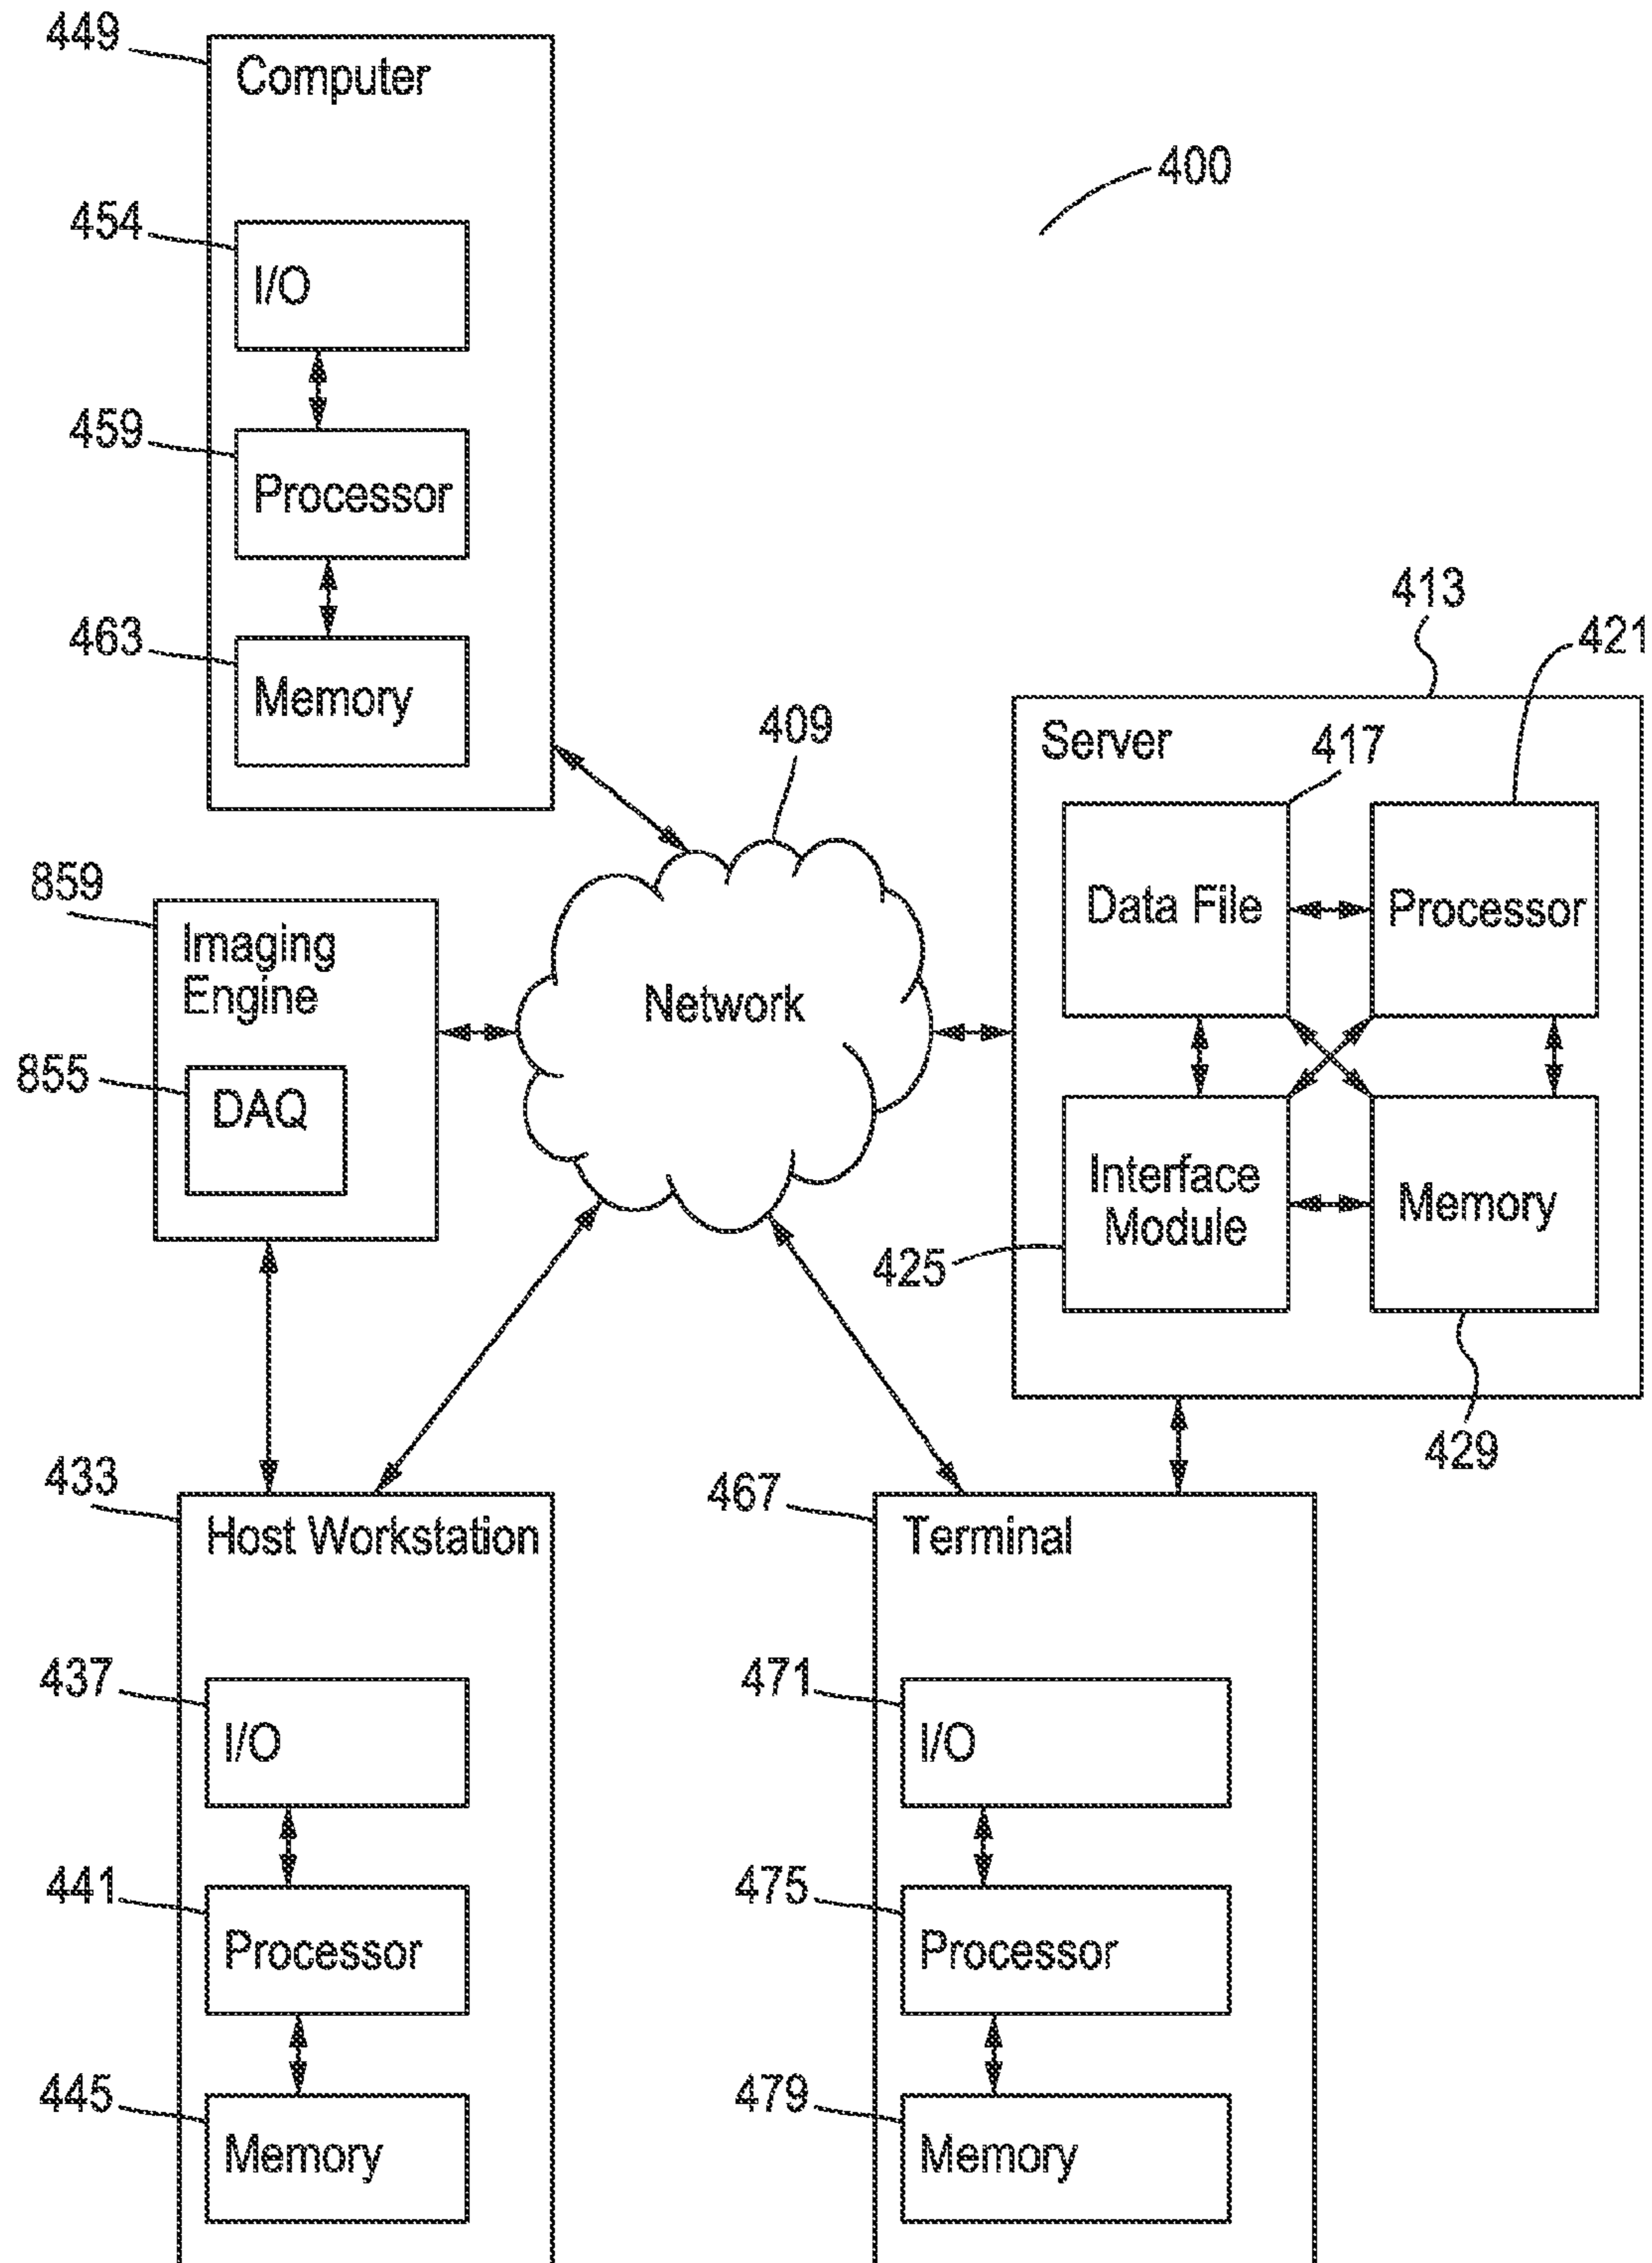 449
Computer
400
454
I/O
459
Processor
413
421
463
Memory
409
Server
417
859
Imaging
Engine
Data File
Processor
Network
855
DAQ
Interface
Module
Memory
425
429
433
Host Workstation
467
Terminal
437
I/O
471
I/O
441
Processor
475
Processor
445
Memory
479
Memory